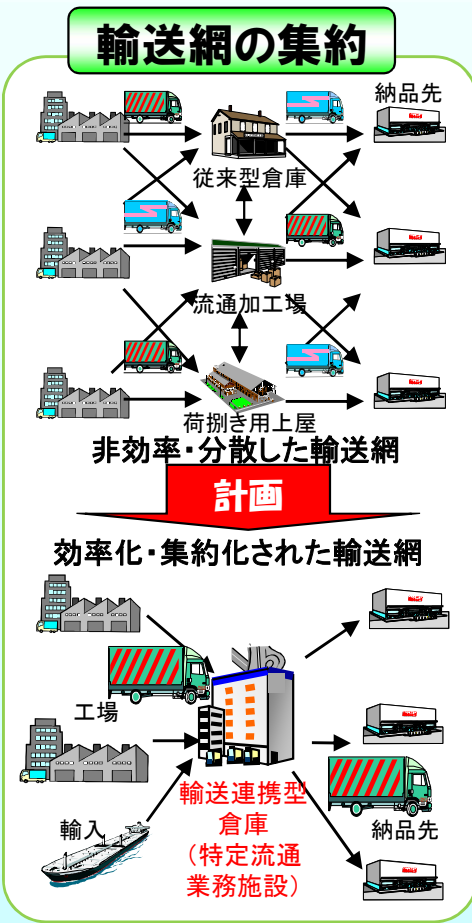 輸送網の集約
納品先
従来型倉庫
流通加工場
荷捌き用上屋
非効率・分散した輸送網
計画
効率化・集約化された輸送網
工場
輸入
輸送連携型
倉庫
（特定流通
業務施設）
納品先